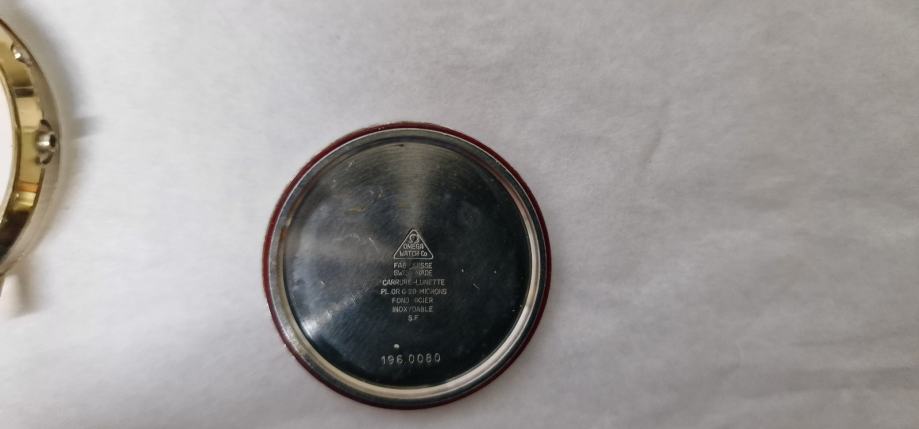 Ω
OMEGA
WATCH Co
FAB. SUISSE
SWISS MADE
CARRURE-LUNETTE
PL. OR G 20 MICRONS
FOND ACIER
INOXYDABLE
S.F
196.0080